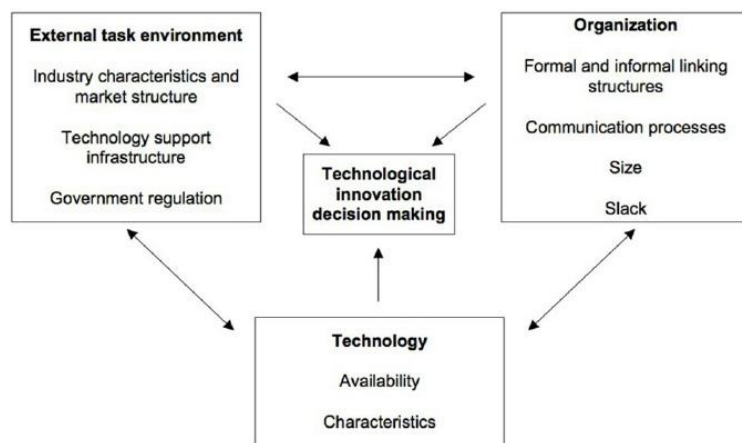 External task environment
Industry characteristics and
market structure
Technology support
infrastructure
Government regulation
Organization
Formal and informal linking
structures
Communication processes
Size
Slack
Technological
innovation
decision making
Technology
Availability
Characteristics